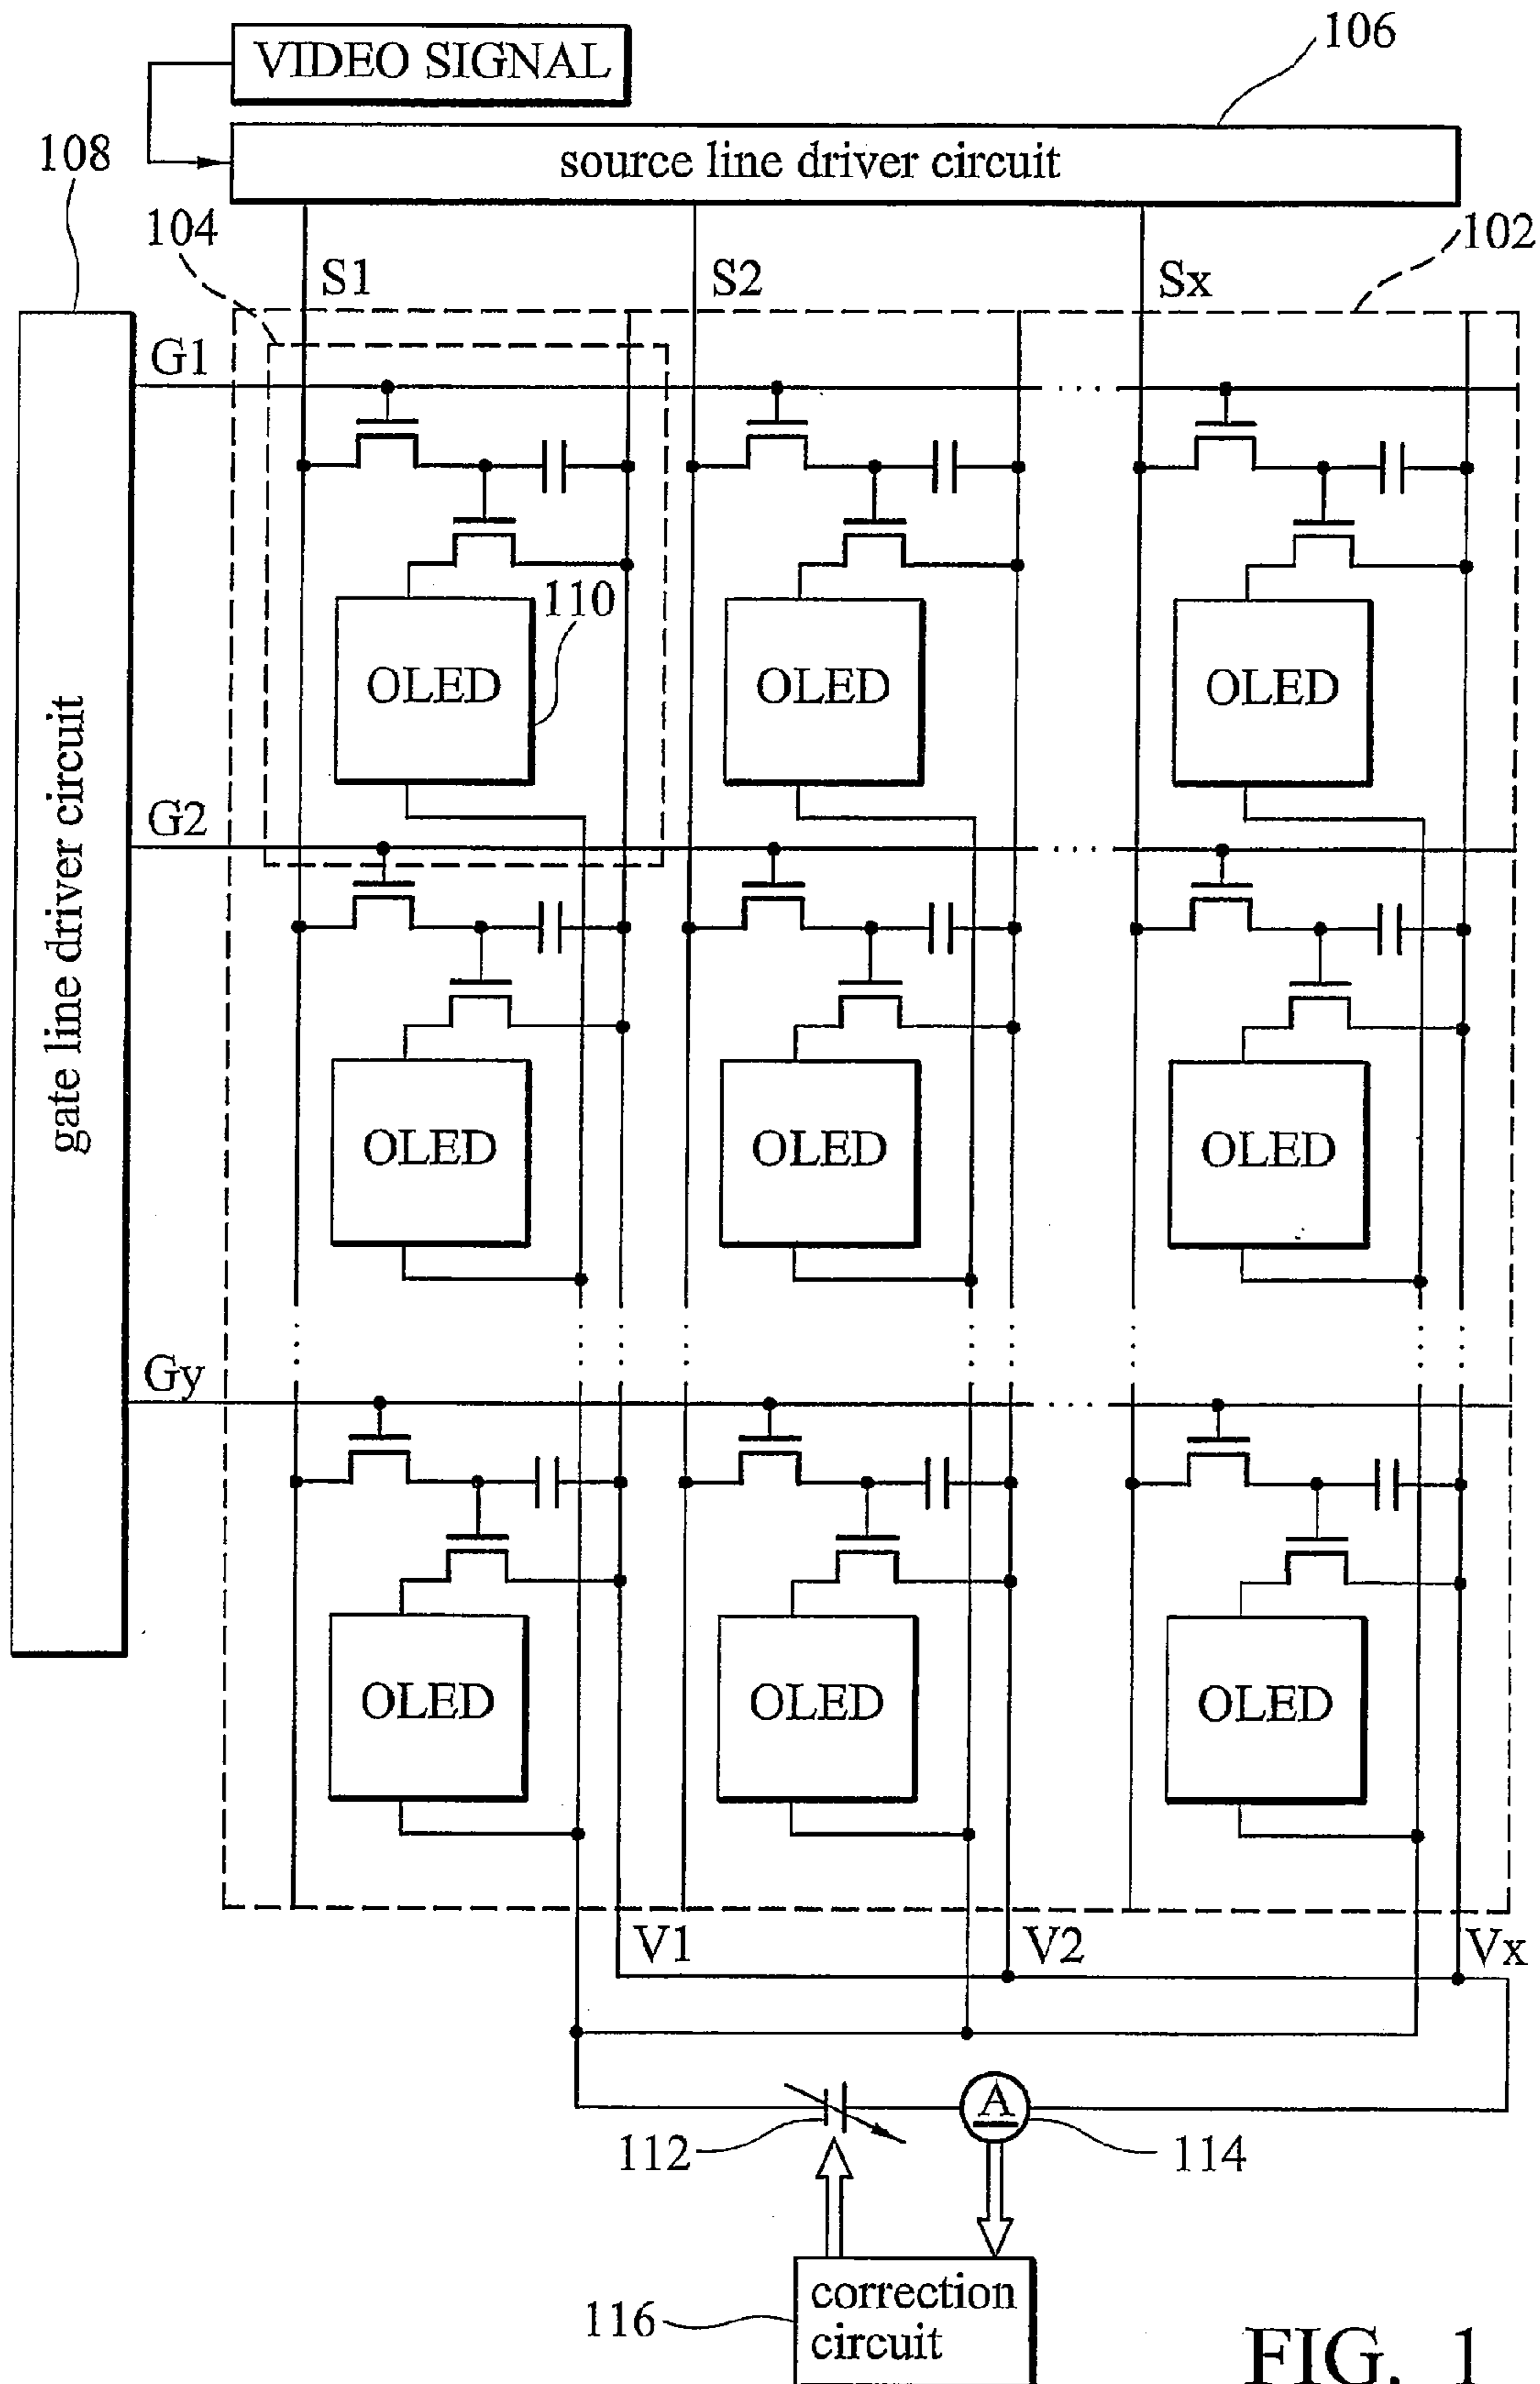 VIDEO SIGNAL
106
source line driver circuit
108
104
102
S1
S2
Sx
G1
110
OLED
OLED
OLED
gate line driver circuit
G2
OLED
OLED
OLED
Gy
OLED
OLED
OLED
V1
V2
Vx
A
112
114
116
correction
circuit
FIG. 1